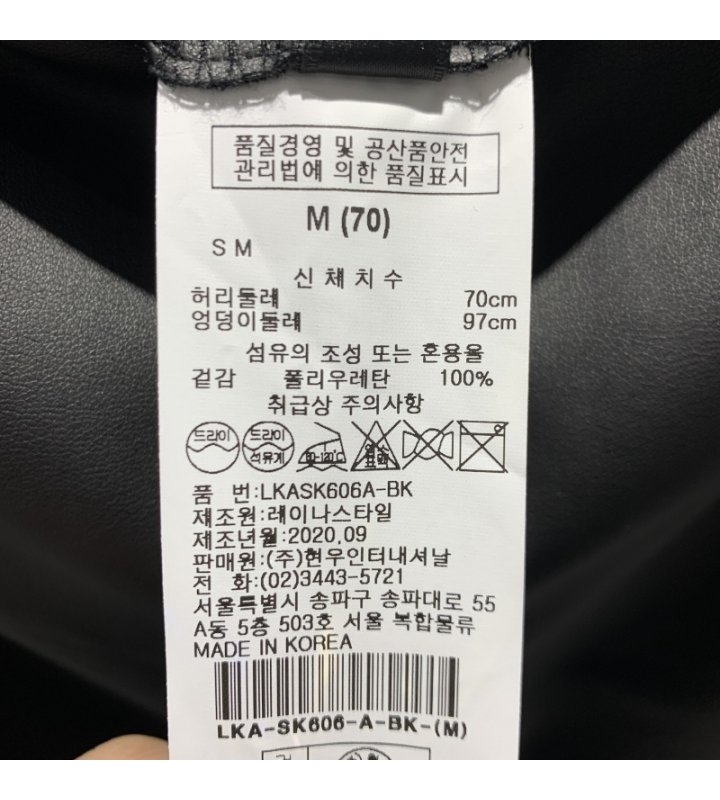 품질경영 및 공산품안전
관리법에 의한 품질표시
M (70)
S M
신 채 치 수
허리둘레 70cm
엉덩이둘레 97cm
섬유의 조성 또는 혼용율
겉감 폴리우레탄 100%
취급상 주의사항
드라이 드라이 석유계 80-120℃ 염소 표백
품 번:LKASK606A-BK
제조원:레이나스타일
제조년월:2020,09
판매원:(주)현우인터내셔날
전 화:(02)3443-5721
서울특별시 송파구 송파대로 55
A동 5층 503호 서울 복합물류
MADE IN KOREA
LKA-SK606-A-BK-(M)